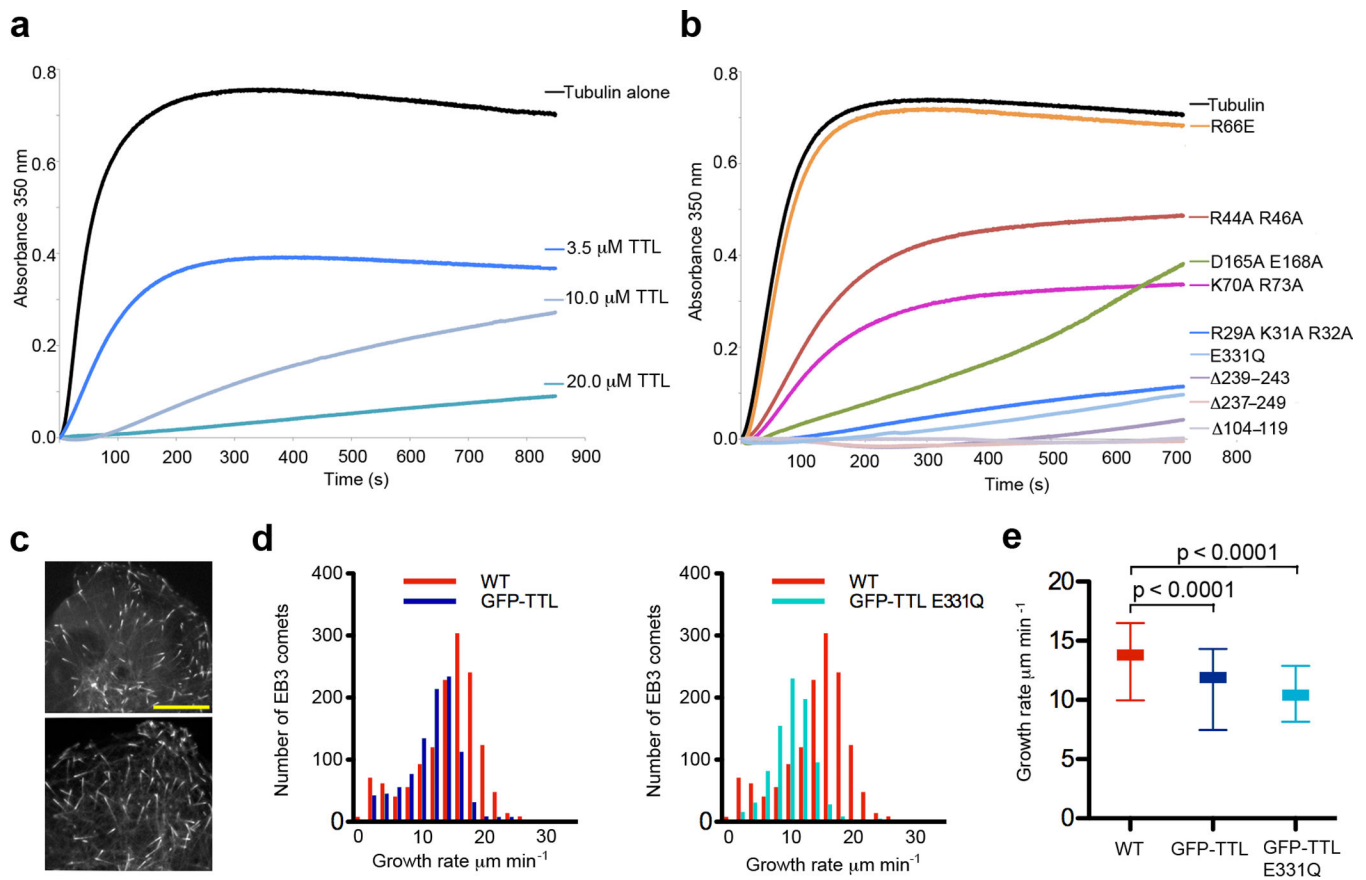 a
0.8
0.6
0.4
0.2
0.0
Absorbance 350 nm
100 200 300 400 500 600 700 800 900
Time (s)
Tubulin alone
3.5 μM TTL
10.0 μM TTL
20.0 μM TTL
b
0.8
0.6
0.4
0.2
0.0
Absorbance 350 nm
100 200 300 400 500 600 700 800
Time (s)
Tubulin
R66E
R44A R46A
D165A E168A
K70A R73A
R29A K31A R32A
E331Q
Δ239–243
Δ237–249
Δ104–119
c
d
400
300
200
100
0
Number of EB3 comets
WT
GFP-TTL
0 10 20 30
Growth rate μm min-1
400
300
200
100
0
Number of EB3 comets
WT
GFP-TTL E331Q
0 10 20 30
Growth rate μm min-1
e
p < 0.0001
p < 0.0001
20
15
10
5
0
Growth rate μm min -1
WT GFP-TTL GFP-TTL
E331Q